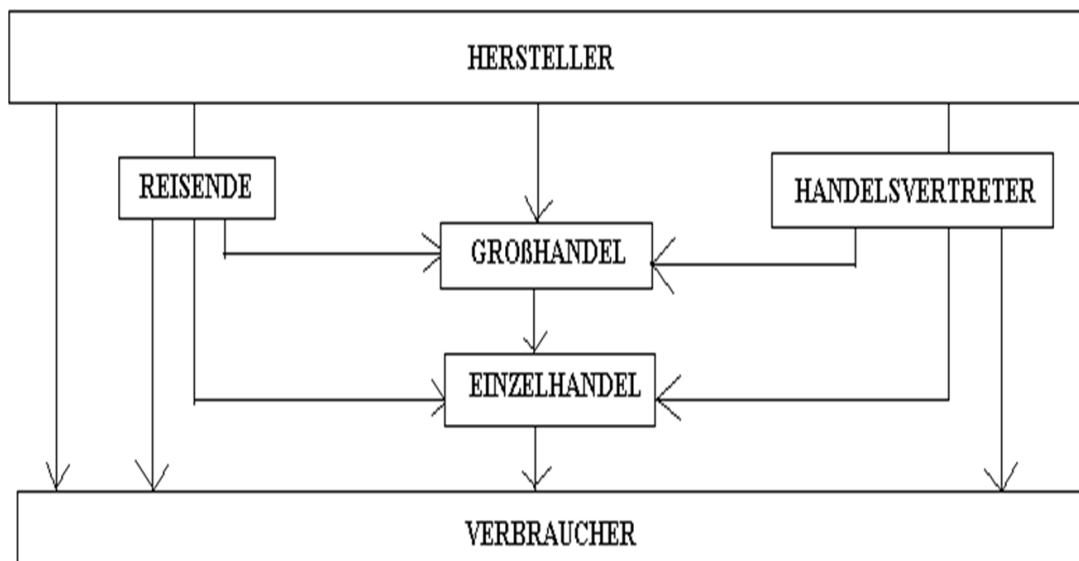 HERSTELLER
REISENDE
HANDELSVERTRETER
GROßHANDEL
EINZELHANDEL
VERBRAUCHER